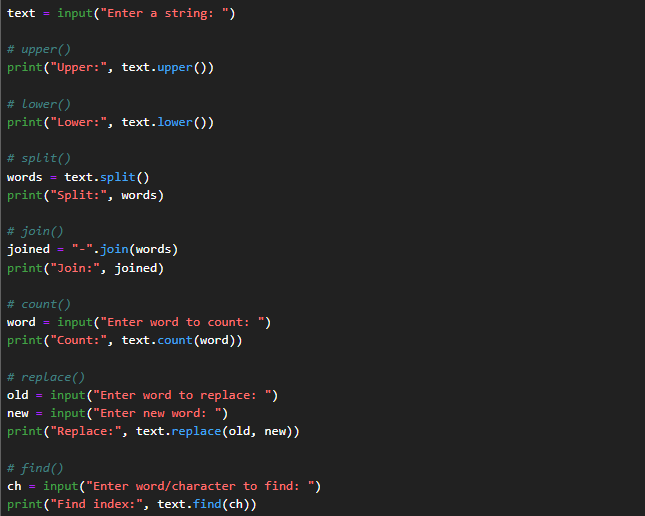 text = input("Enter a string: ")
# upper()
print("Upper:", text.upper())
# lower()
print("Lower:", text.lower())
# split()
words = text.split()
print("Split:", words)
# join()
joined = "-".join(words)
print("Join:", joined)
# count()
word = input("Enter word to count: ")
print("Count:", text.count(word))
# replace()
old = input("Enter word to replace: ")
new = input("Enter new word: ")
print("Replace:", text.replace(old, new))
# find()
ch = input("Enter word/character to find: ")
print("Find index:", text.find(ch))